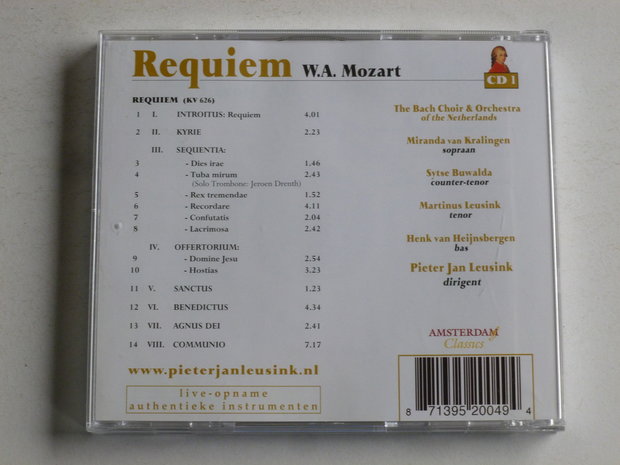 Requiem W.A. Mozart
CD 1
REQUIEM (KV 626)
1 I. INTROITUS: Requiem 4.01
2 II. KYRIE 2.23
III. SEQUENTIA:
3 - Dies irae 1.46
4 - Tuba mirum 2.43
(Solo Trombone: Jeroen Drenth)
5 - Rex tremendae 1.52
6 - Recordare 4.11
7 - Confutatis 2.04
8 - Lacrimosa 2.42
IV. OFFERTORIUM:
9 - Domine Jesu 2.54
10 - Hostias 3.23
11 V. SANCTUS 1.23
12 VI. BENEDICTUS 4.34
13 VII. AGNUS DEI 2.41
14 VIII. COMMUNIO 7.17
www.pieterjanleusink.nl
live-opname
authentieke instrumenten
The Bach Choir & Orchestra
of the Netherlands
Miranda van Kralingen
sopraan
Sytse Buwalda
counter-tenor
Martinus Leusink
tenor
Henk van Heijnsbergen
bas
Pieter Jan Leusink
dirigent
AMSTERDAM
Classics
8 71395 20049 4